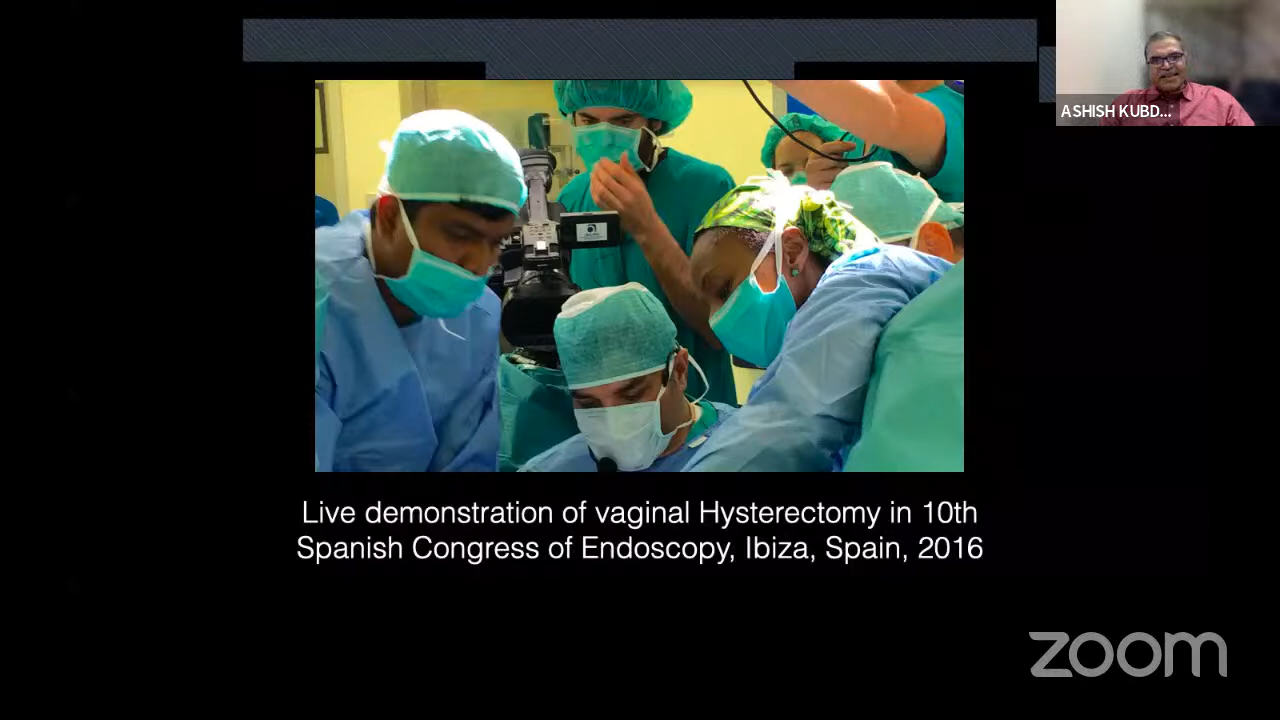 ASHISH KUBD...
Live demonstration of vaginal Hysterectomy in 10th
Spanish Congress of Endoscopy, Ibiza, Spain, 2016
zoom